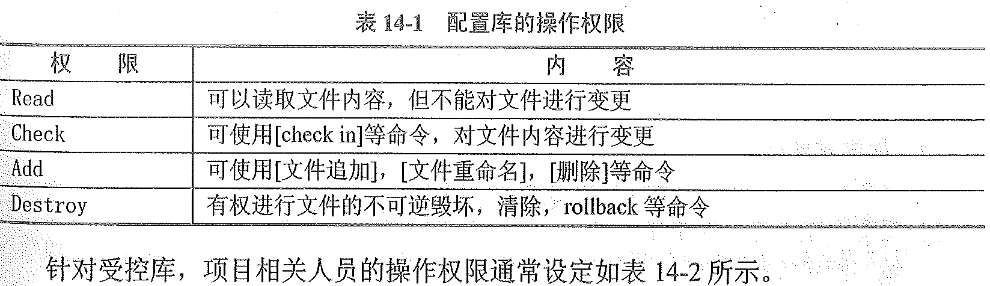 表 14-1 配置库的操作权限
权 限 内 容
Read 可以读取文件内容，但不能对文件进行变更
Check 可使用[check in]等命令，对文件内容进行变更
Add 可使用[文件追加]，[文件重命名]，[删除]等命令
Destroy 有权进行文件的不可逆毁坏，清除，rollback 等命令
针对受控库，项目相关人员的操作权限通常设定如表 14-2 所示。